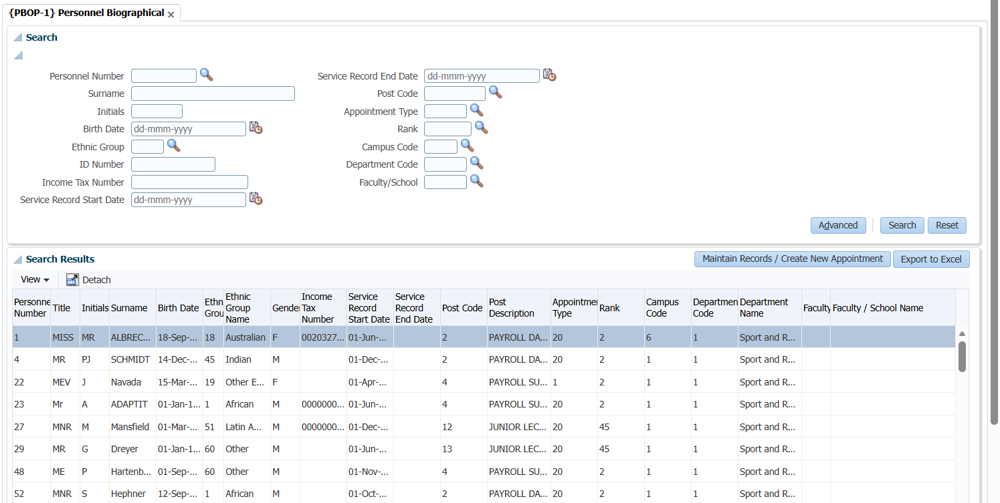 {PBOP-1} Personnel Biographical
Search
Personnel Number
Service Record End Date dd-mmm-yyyy
Surname
Post Code
Initials
Appointment Type
Birth Date dd-mmm-yyyy
Rank
Ethnic Group
Campus Code
ID Number
Department Code
Income Tax Number
Faculty/School
Service Record Start Date dd-mmm-yyyy
Advanced Search Reset
Search Results
Maintain Records / Create New Appointment Export to Excel
View Detach
Personne Number Title Initials Surname Birth Date Ethn Grou Ethnic Group Name Gender Income Tax Number Service Record Start Date Service Record End Date Post Code Post Description Appointmen Type Rank Campus Code Departmen Code Department Name Faculty Faculty / School Name
1 MISS MR ALBREC... 18-Sep-... 18 Australian F 0020327... 01-Jun-... 2 PAYROLL DA... 20 2 6 1 Sport and R...
4 MR PJ SCHMIDT 14-Dec-... 45 Indian M 01-Dec-... 2 PAYROLL DA... 20 2 1 1 Sport and R...
22 MEV J Navada 15-Mar-... 19 Other E... F 01-Apr-... 4 PAYROLL SU... 1 2 1 1 Sport and R...
23 Mr A ADAPTIT 01-Jan-1... 1 African M 0000000... 01-Jun-... 4 PAYROLL SU... 20 2 1 1 Sport and R...
27 MNR M Mansfield 01-Mar-... 51 Latin A... M 0000000... 01-Dec-... 12 JUNIOR LEC... 20 45 1 1 Sport and R...
29 MR G Dreyer 01-Jan-1... 60 Other M 01-Jun-... 13 JUNIOR LEC... 20 45 1 1 Sport and R...
48 ME P Hartenb... 01-Sep-... 60 Other M 01-Nov-... 4 PAYROLL SU... 20 2 1 1 Sport and R...
52 MNR S Hephner 12-Sep-... 1 African M 01-Oct-... 2 PAYROLL DA... 20 2 1 1 Sport and R...